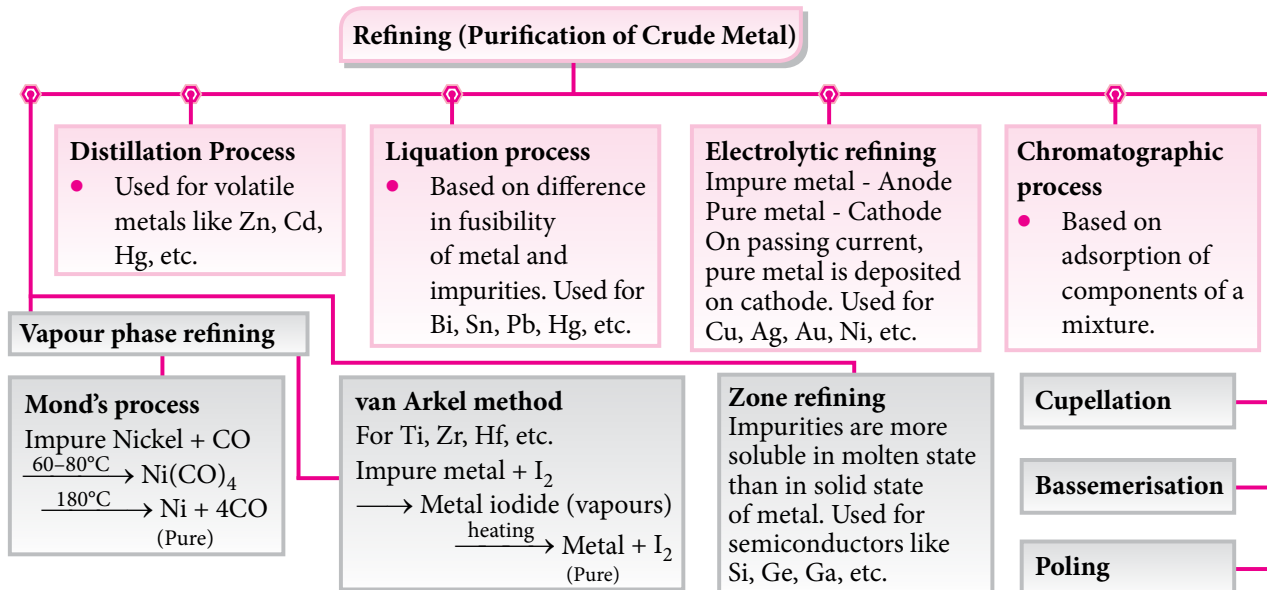 Refining (Purification of Crude Metal)
Distillation Process
• Used for volatile
metals like Zn, Cd,
Hg, etc.
Liquation process
• Based on difference
in fusibility
of metal and
impurities. Used for
Bi, Sn, Pb, Hg, etc.
Electrolytic refining
Impure metal - Anode
Pure metal - Cathode
On passing current,
pure metal is deposited
on cathode. Used for
Cu, Ag, Au, Ni, etc.
Chromatographic
process
• Based on
adsorption of
components of a
mixture.
Vapour phase refining
Mond's process
Impure Nickel + CO
60–80°C ⟶ Ni(CO)₄
180°C ⟶ Ni + 4CO
(Pure)
van Arkel method
For Ti, Zr, Hf, etc.
Impure metal + I₂
⟶ Metal iodide (vapours)
heating ⟶ Metal + I₂
(Pure)
Zone refining
Impurities are more
soluble in molten state
than in solid state
of metal. Used for
semiconductors like
Si, Ge, Ga, etc.
Cupellation
Bassemerisation
Poling